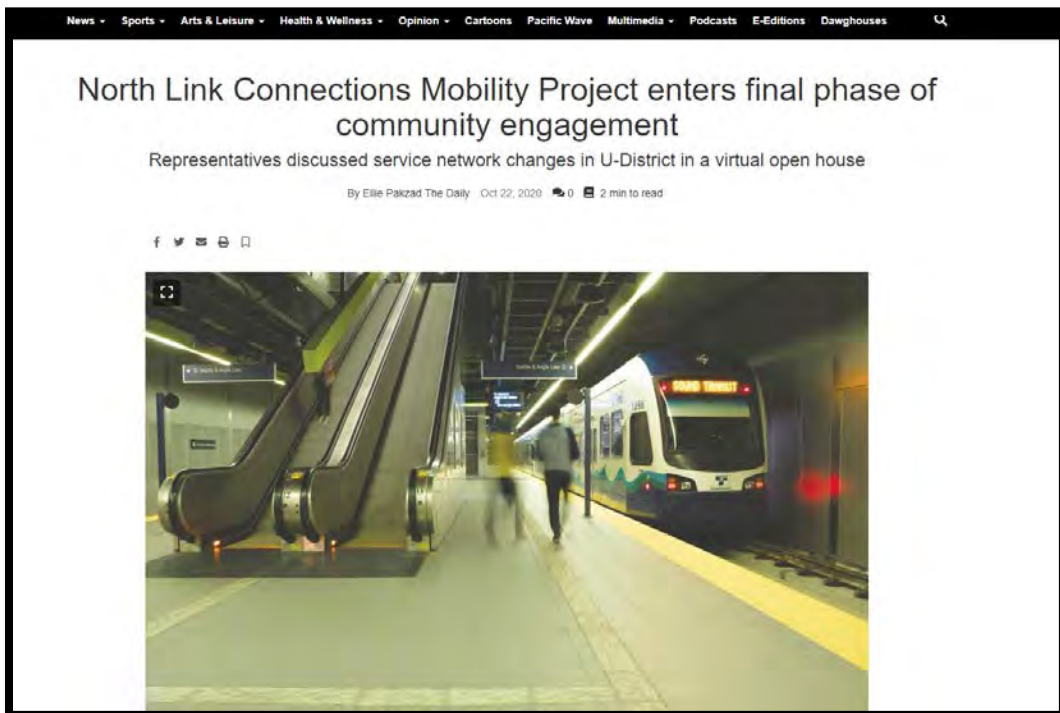 News Sports Arts & Leisure Health & Wellness Opinion Cartoons Pacific Wave Multimedia Podcasts E-Editions Dawghouses
North Link Connections Mobility Project enters final phase of
community engagement
Representatives discussed service network changes in U-District in a virtual open house
By Ellie Pakzad The Daily Oct 22, 2020 0 2 min to read
SOUND TRANSIT